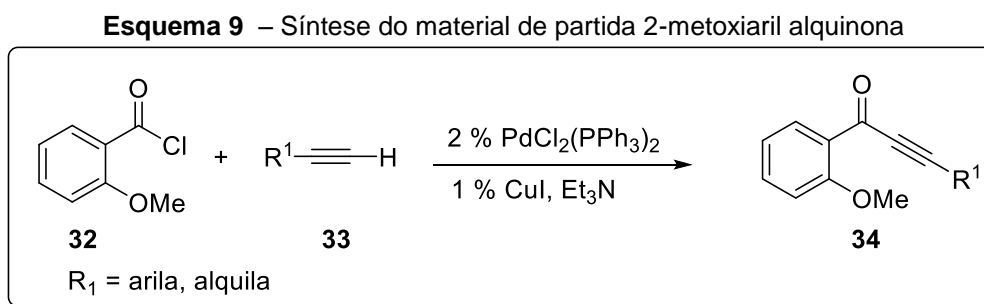 Esquema 9 – Síntese do material de partida 2-metoxiaril alquinona
O
Cl
OMe
32
+
R¹
H
33
2 % PdCl₂(PPh₃)₂
1 % CuI, Et₃N
O
R¹
OMe
34
R₁ = arila, alquila